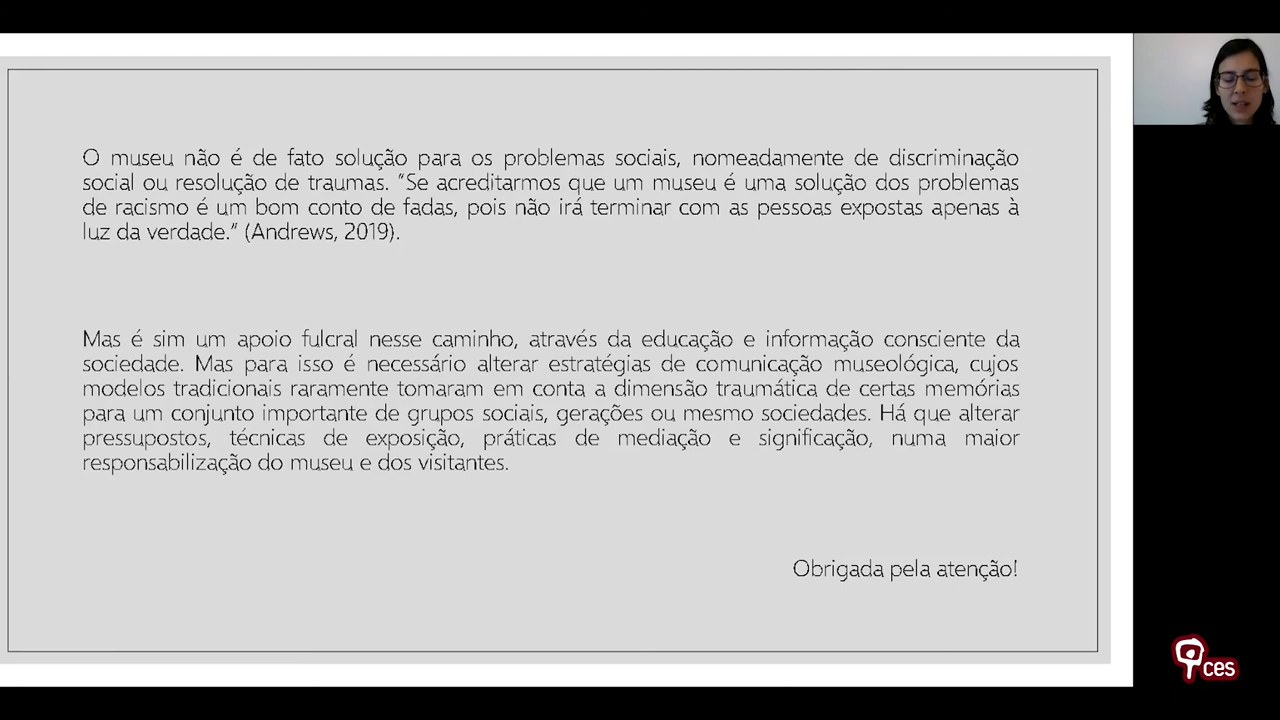 O museu não é de fato solução para os problemas sociais, nomeadamente de discriminação
social ou resolução de traumas. "Se acreditarmos que um museu é uma solução dos problemas
de racismo é um bom conto de fadas, pois não irá terminar com as pessoas expostas apenas à
luz da verdade." (Andrews, 2019).
Mas é sim um apoio fulcral nesse caminho, através da educação e informação consciente da
sociedade. Mas para isso é necessário alterar estratégias de comunicação museológica, cujos
modelos tradicionais raramente tomaram em conta a dimensão traumática de certas memórias
para um conjunto importante de grupos sociais, gerações ou mesmo sociedades. Há que alterar
pressupostos, técnicas de exposição, práticas de mediação e significação, numa maior
responsabilização do museu e dos visitantes.
Obrigada pela atenção!
ces